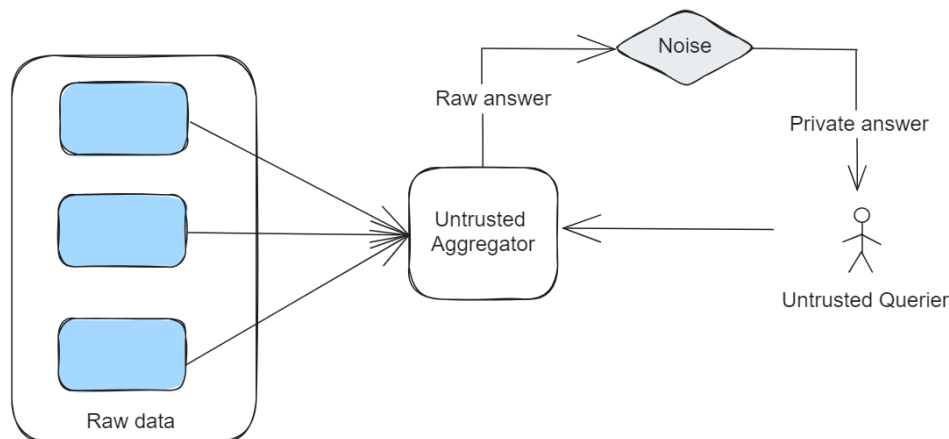 Noise
Raw answer
Private answer
Untrusted
Aggregator
Untrusted Querier
Raw data